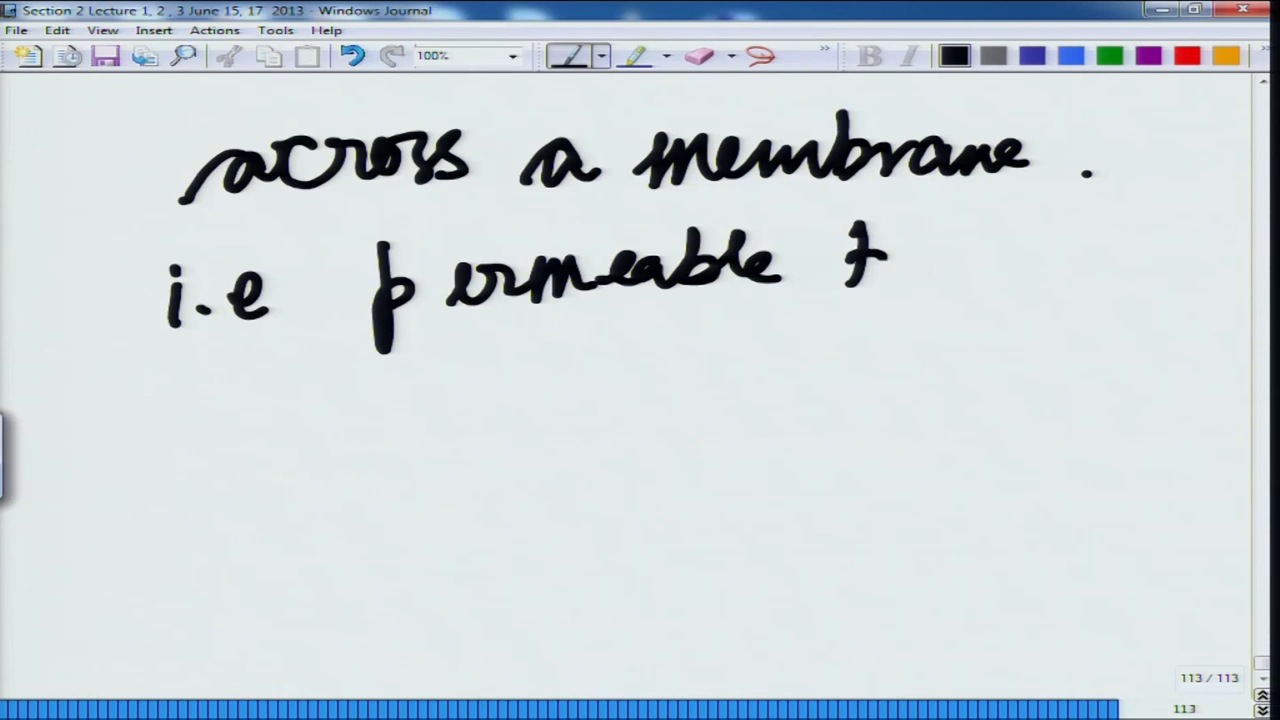 Section 2 Lecture 1, 2 , 3 June 15, 17 2013 - Windows Journal
File Edit View Insert Actions Tools Help
100% B I
across a membrane .
i.e permeable t
113 / 113
113